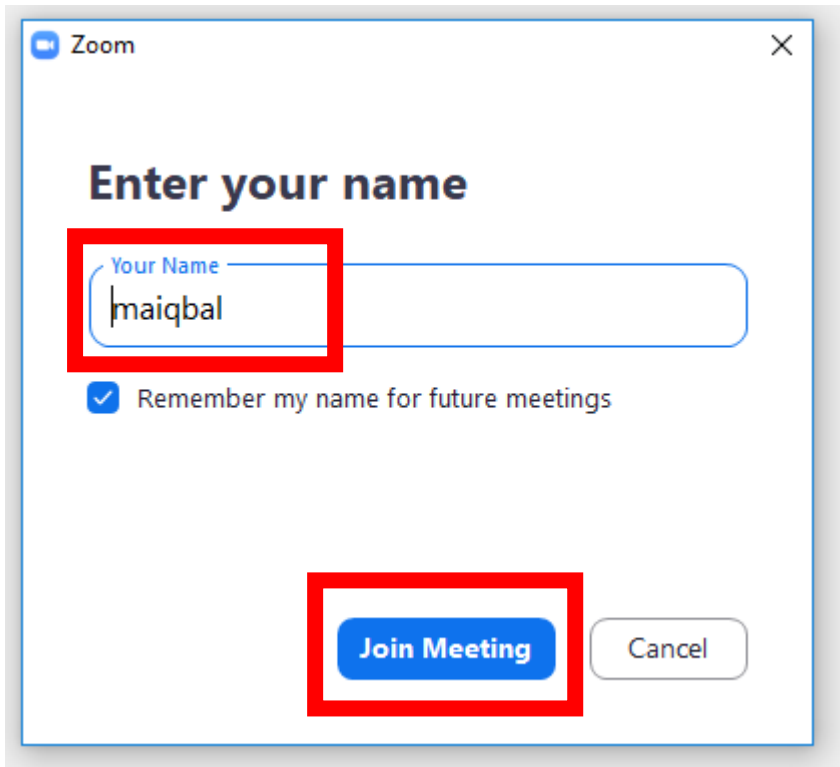 Zoom
Enter your name
Your Name
maiqbal
Remember my name for future meetings
Join Meeting
Cancel